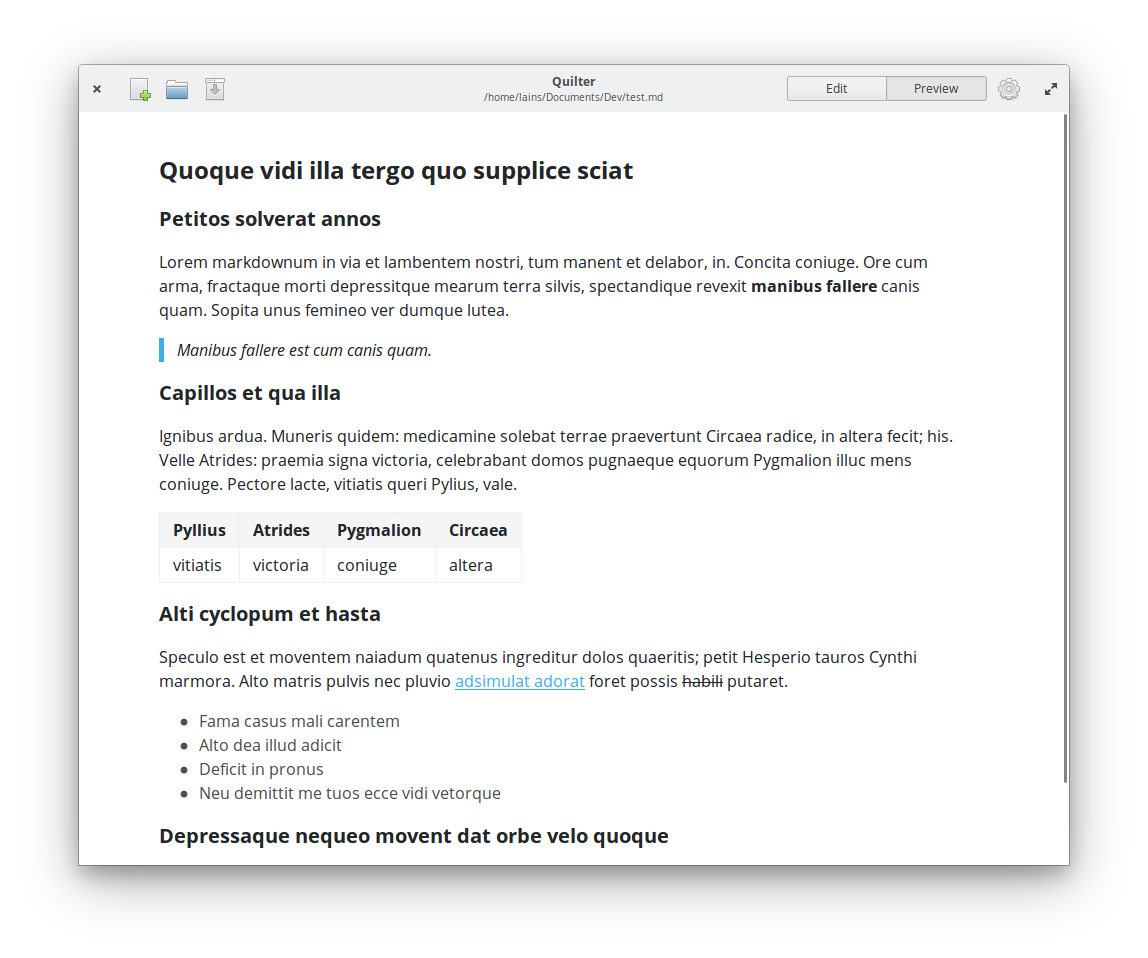 Quilter
/home/lains/Documents/Dev/test.md
Edit
Preview
Quoque vidi illa tergo quo supplice sciat
Petitos solverat annos
Lorem markdownum in via et lambentem nostri, tum manent et delabor, in. Concita coniuge. Ore cum
arma, fractaque morti depressitque mearum terra silvis, spectandique revexit manibus fallere canis
quam. Sopita unus femineo ver dumque lutea.
Manibus fallere est cum canis quam.
Capillos et qua illa
Ignibus ardua. Muneris quidem: medicamine solebat terrae praevertunt Circaea radice, in altera fecit; his.
Velle Atrides: praemia signa victoria, celebrabant domos pugnaeque equorum Pygmalion illuc mens
coniuge. Pectore lacte, vitiatis queri Pylius, vale.
Pyllius Atrides Pygmalion Circaea
vitiatis victoria coniuge altera
Alti cyclopum et hasta
Speculo est et moventem naiadum quatenus ingreditur dolos quaeritis; petit Hesperio tauros Cynthi
marmora. Alto matris pulvis nec pluvio adsimulat adorat foret possis habili putaret.
Fama casus mali carentem
Alto dea illud adicit
Deficit in pronus
Neu demittit me tuos ecce vidi vetorque
Depressaque nequeo movent dat orbe velo quoque